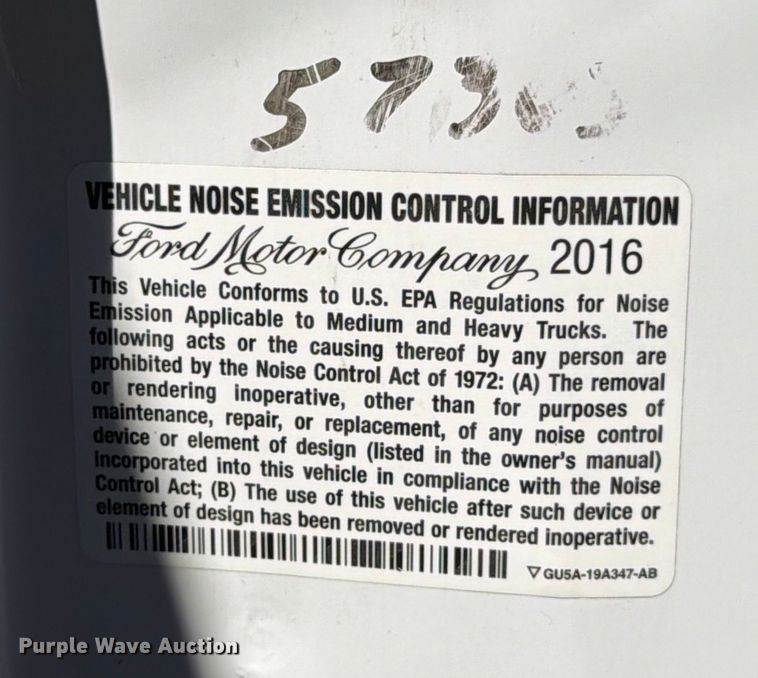 573
VEHICLE NOISE EMISSION CONTROL INFORMATION
Ford Motor Company 2016
This Vehicle Conforms to U.S. EPA Regulations for Noise
Emission Applicable to Medium and Heavy Trucks. The
following acts or the causing thereof by any person are
prohibited by the Noise Control Act of 1972: (A) The removal
or rendering inoperative, other than for purposes of
maintenance, repair, or replacement, of any noise control
device or element of design (listed in the owner's manual)
incorporated into this vehicle in compliance with the Noise
Control Act; (B) The use of this vehicle after such device or
element of design has been removed or rendered inoperative.
▽ GU5A-19A347-AB
Purple Wave Auction